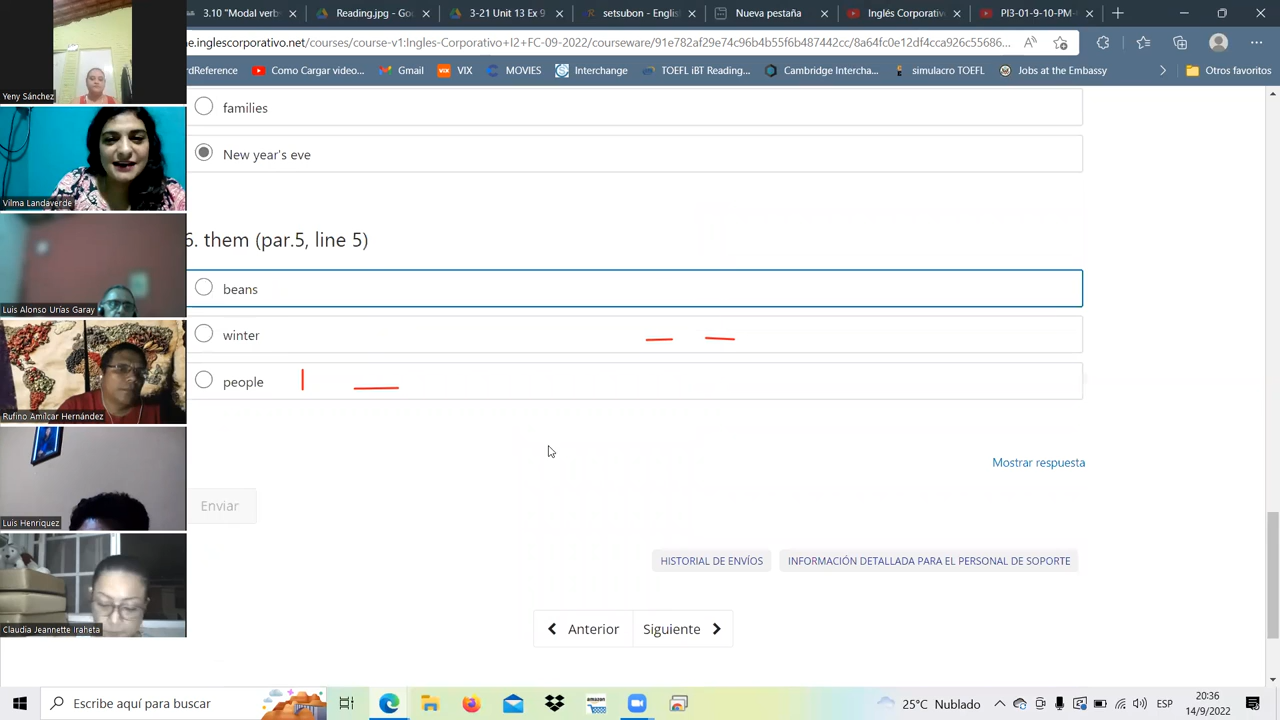 3.10 "Modal verb
Reading.jpg - Go
3-21 Unit 13 Ex 9
setsubon - English
Nueva pestaña
Inglés Corporativ
PI3-01-9-10-PM-
e.inglescorporativo.net/courses/course-v1:Ingles-Corporativo+I2+FC-09-2022/courseware/91e782af29e74c96b4b55f6b487442cc/8a64fcue12df4cca926c55686...
rdReference
Como Cargar video...
Gmail
VIX
MOVIES
Interchange
TOEFL iBT Reading...
Cambridge Intercha...
simulacro TOEFL
Jobs at the Embassy
Otros favoritos
Yeny Sánchez
families
Vilma Landaverde
New year's eve
6. them (par.5, line 5)
Luis Alonso Urías Garay
beans
winter
people
Rufino Amilcar Hernández
Mostrar respuesta
Luis Henriquez
Enviar
HISTORIAL DE ENVÍOS
INFORMACIÓN DETALLADA PARA EL PERSONAL DE SOPORTE
Claudia Jeannette Iraheta
Anterior
Siguiente
Escribe aquí para buscar
amazon
25°C Nublado
ESP
20:36
14/9/2022